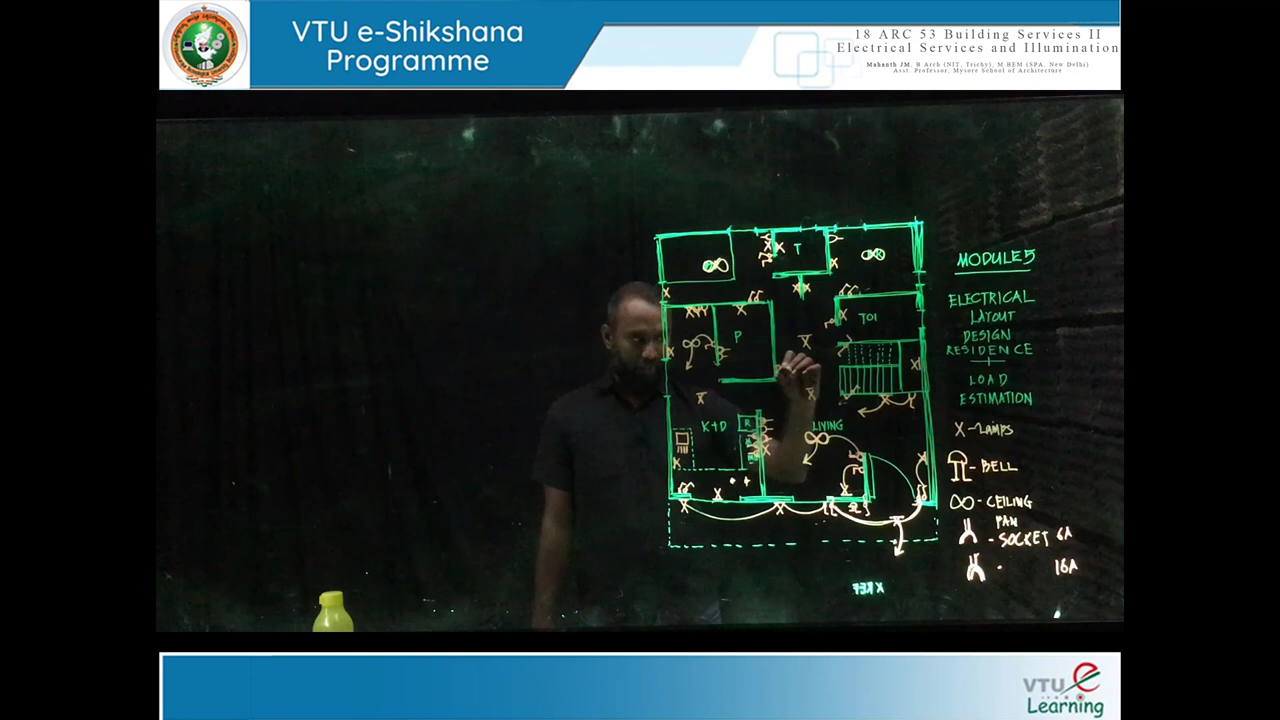 VTU e-Shikshana
Programme
18 ARC 53 Building Services II
Electrical Services and Illumination
Mahanth JM, B Arch (NIT, Trichy), M BEM (SPA, New Delhi)
Asst. Professor, Mysore School of Architecture
MODULE 5
ELECTRICAL
LAYOUT
DESIGN
RESIDENCE
+
LOAD
ESTIMATION
X - LAMPS
- BELL
- CEILING
FAN
- SOCKET 6A
- 16A
T
TOI
P
K+D
R
LIVING
VTU e
Learning